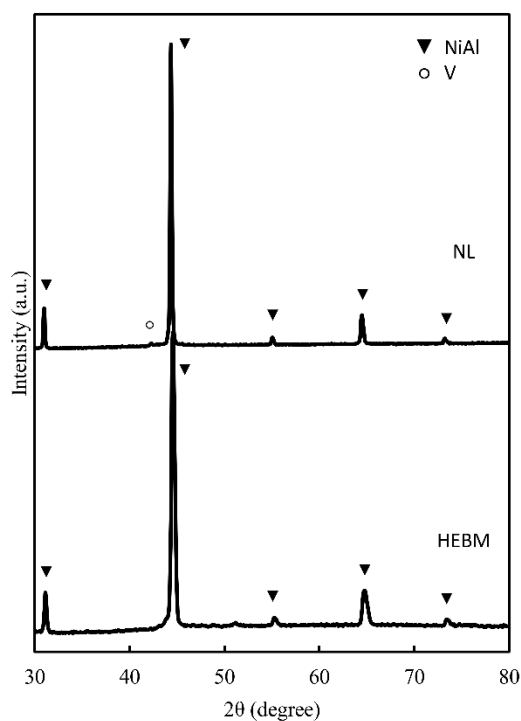 ▼ NiAl
○ V
NL
HEBM
Intensity (a.u.)
30 40 50 60 70 80
2θ (degree)